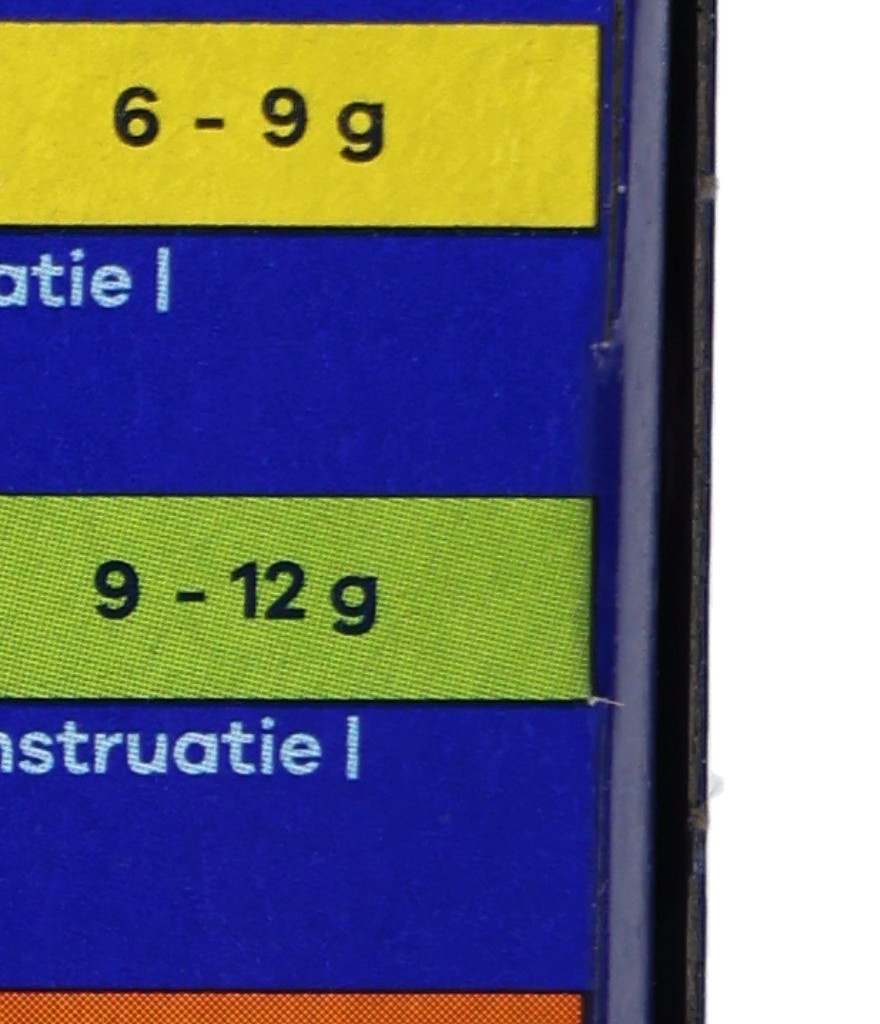 6 - 9 g
atie |
9 - 12 g
nstruatie |